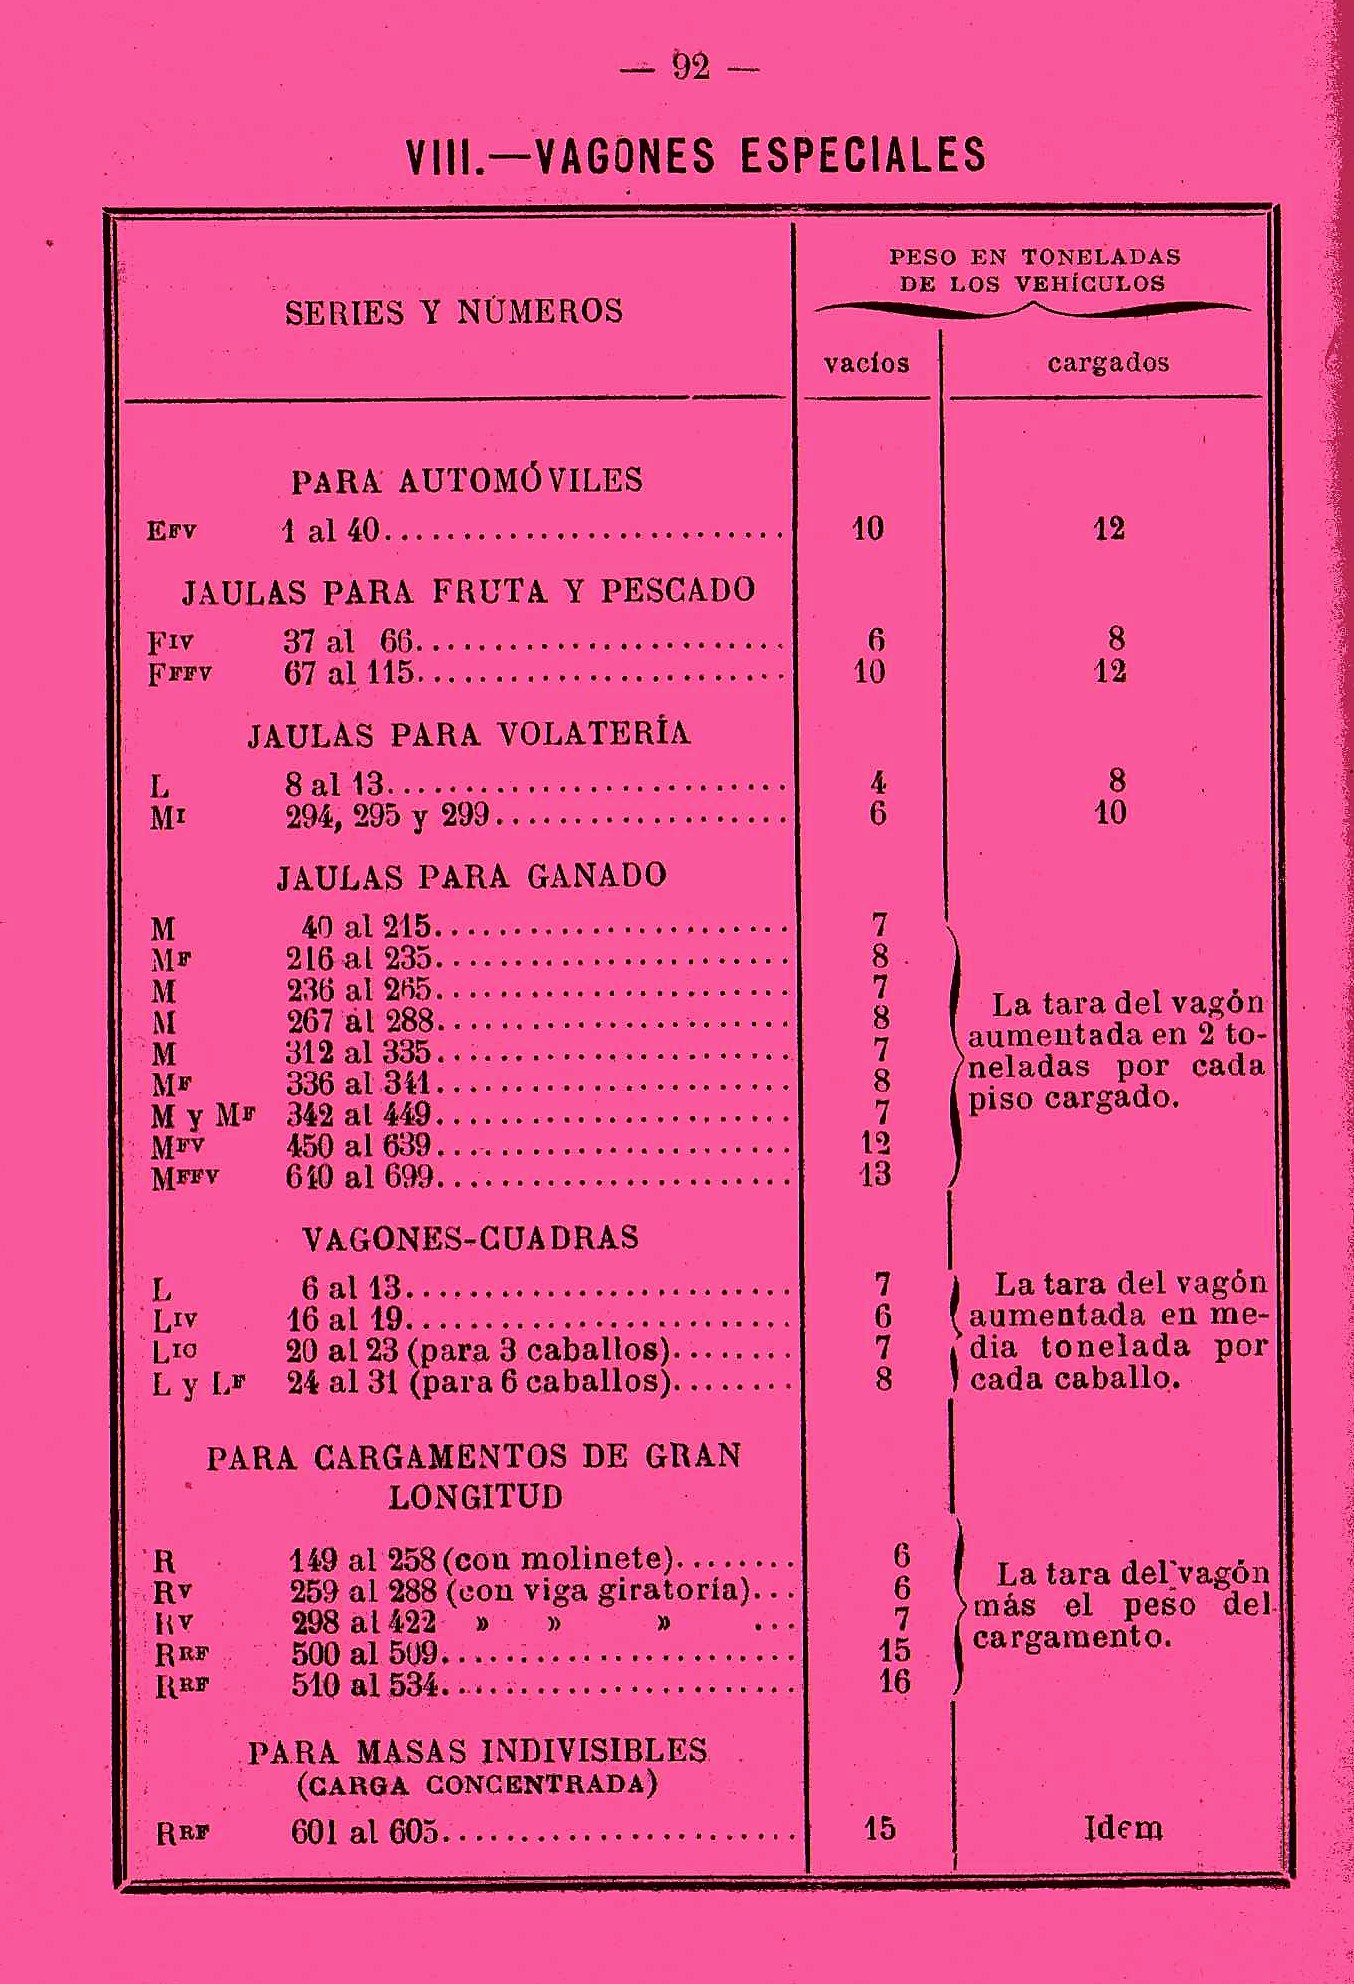 — 92 —
VIII.—VAGONES ESPECIALES
SERIES Y NÚMEROS
PESO EN TONELADAS
DE LOS VEHÍCULOS
vacíos cargados
PARA AUTOMÓVILES
EFV 1 al 40 10 12
JAULAS PARA FRUTA Y PESCADO
FIV 37 al 66 6 8
FFFV 67 al 115 10 12
JAULAS PARA VOLATERÍA
L 8 al 13 4 8
MI 294, 295 y 299 6 10
JAULAS PARA GANADO
M 40 al 215 7
MF 216 al 235 8
M 236 al 265 7
M 267 al 288 8
M 312 al 335 7
MF 336 al 341 8
M y MF 342 al 449 7
MFV 450 al 639 12
MFFV 640 al 699 13
La tara del vagón
aumentada en 2 to-
neladas por cada
piso cargado.
VAGONES-CUADRAS
L 6 al 13 7
LIV 16 al 19 6
LIC 20 al 23 (para 3 caballos) 7
L y LF 24 al 31 (para 6 caballos) 8
La tara del vagón
aumentada en me-
dia tonelada por
cada caballo.
PARA CARGAMENTOS DE GRAN
LONGITUD
R 149 al 258 (con molinete) 6
RV 259 al 288 (con viga giratoria) 6
RV 298 al 422 » » » 7
RRF 500 al 509 15
RRF 510 al 534 16
La tara del vagón
más el peso del
cargamento.
PARA MASAS INDIVISIBLES
(CARGA CONCENTRADA)
RRF 601 al 605 15 Idem